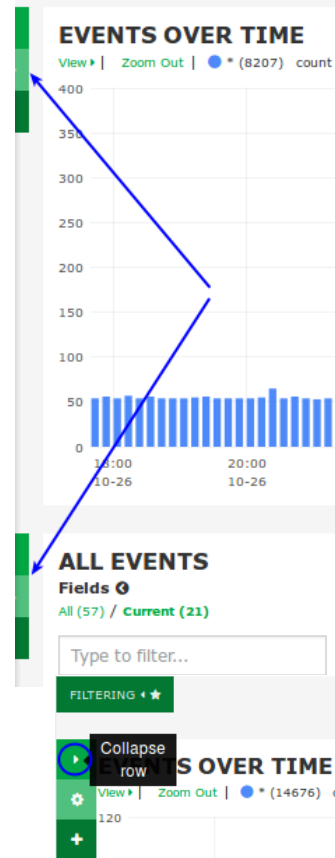 EVENTS OVER TIME
View | Zoom Out | * (8207) count
400
350
300
250
200
150
100
50
0
18:00 20:00
10-26 10-26
ALL EVENTS
Fields
All (57) / Current (21)
Type to filter...
FILTERING
Collapse
row
EVENTS OVER TIME
View | Zoom Out | * (14676)
120